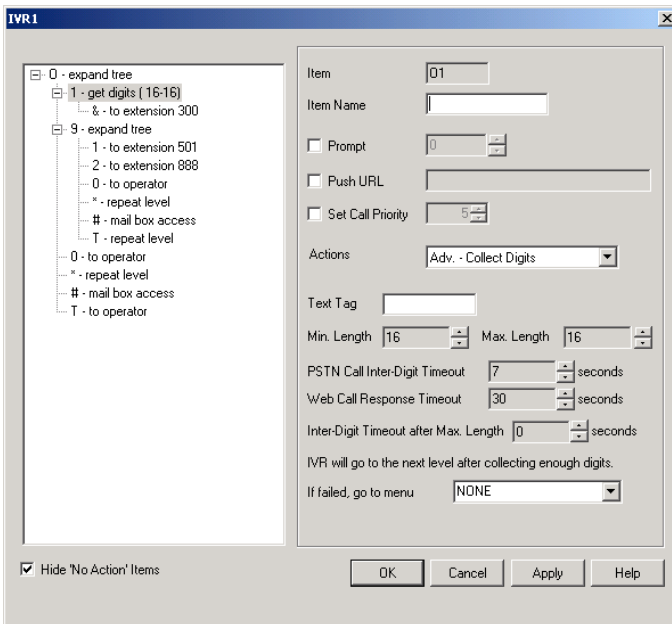 IVR1
0 - expand tree
1 - get digits ( 16-16)
& - to extension 300
9 - expand tree
1 - to extension 501
2 - to extension 888
0 - to operator
* - repeat level
# - mail box access
T - repeat level
0 - to operator
* - repeat level
# - mail box access
T - to operator
Hide 'No Action' Items
Item 01
Item Name
Prompt 0
Push URL
Set Call Priority 5
Actions Adv. - Collect Digits
Text Tag
Min. Length 16 Max. Length 16
PSTN Call Inter-Digit Timeout 7 seconds
Web Call Response Timeout 30 seconds
Inter-Digit Timeout after Max. Length 0 seconds
IVR will go to the next level after collecting enough digits.
If failed, go to menu NONE
OK Cancel Apply Help